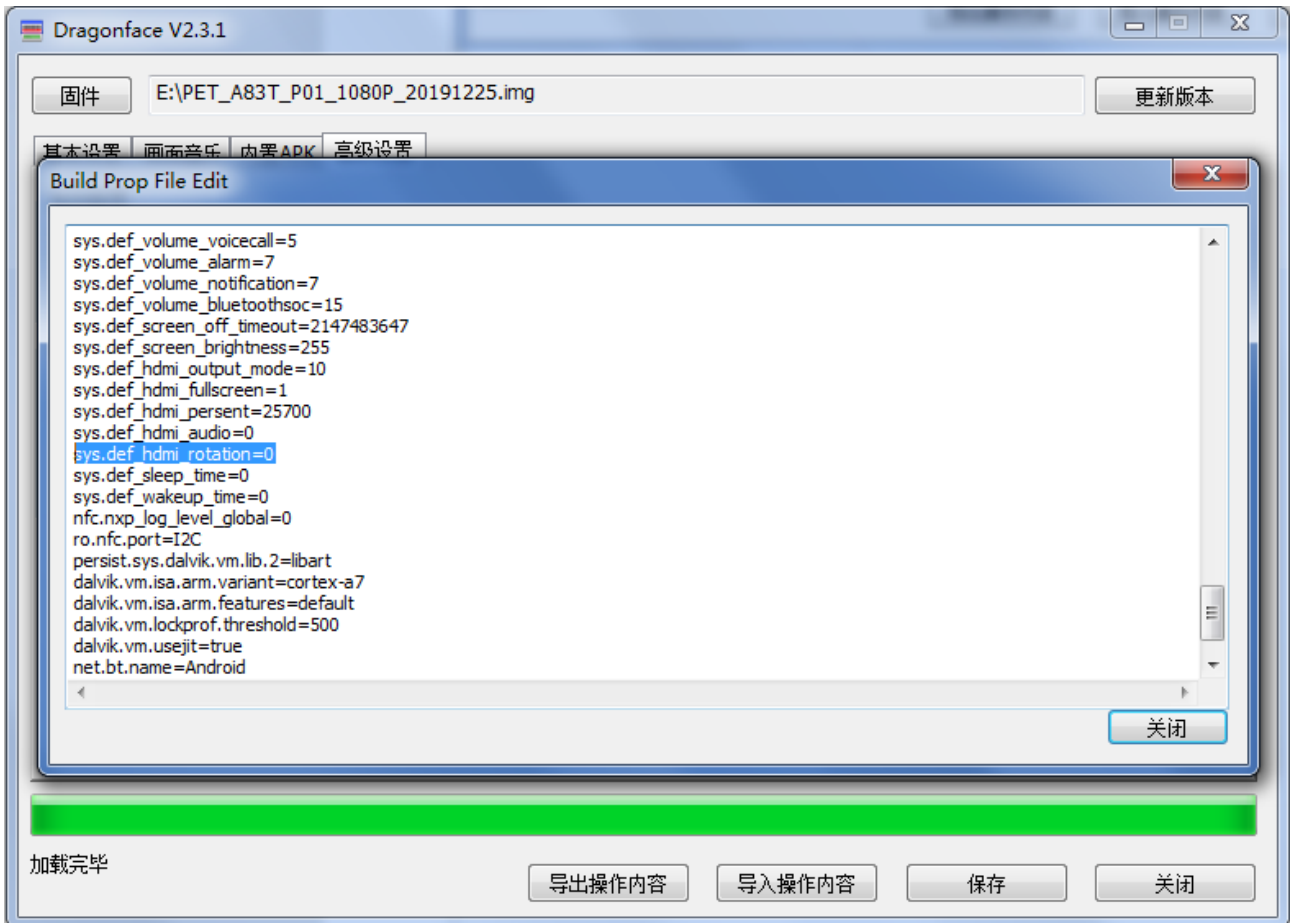 Dragonface V2.3.1
固件 E:\PET_A83T_P01_1080P_20191225.img 更新版本
基本设置 画面音乐 内置APK 高级设置
Build Prop File Edit
sys.def_volume_voicecall=5
sys.def_volume_alarm=7
sys.def_volume_notification=7
sys.def_volume_bluetoothsoc=15
sys.def_screen_off_timeout=2147483647
sys.def_screen_brightness=255
sys.def_hdmi_output_mode=10
sys.def_hdmi_fullscreen=1
sys.def_hdmi_persent=25700
sys.def_hdmi_audio=0
sys.def_hdmi_rotation=0
sys.def_sleep_time=0
sys.def_wakeup_time=0
nfc.nxp_log_level_global=0
ro.nfc.port=I2C
persist.sys.dalvik.vm.lib.2=libart
dalvik.vm.isa.arm.variant=cortex-a7
dalvik.vm.isa.arm.features=default
dalvik.vm.lockprof.threshold=500
dalvik.vm.usejit=true
net.bt.name=Android
关闭
加载完毕 导出操作内容 导入操作内容 保存 关闭